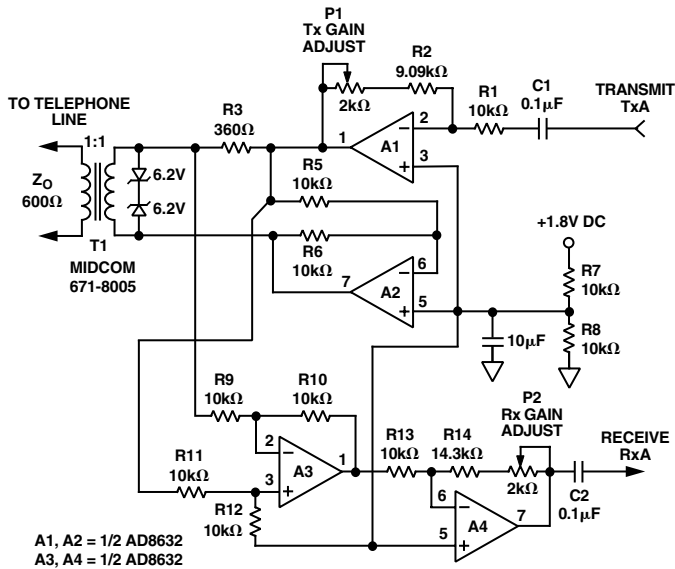 P1
Tx GAIN
ADJUST
2kΩ
R2
9.09kΩ
R1
10kΩ
C1
0.1μF
TRANSMIT
TxA
TO TELEPHONE
LINE
1:1
ZO
600Ω
6.2V
6.2V
T1
MIDCOM
671-8005
R3
360Ω
1
2
3
A1
R5
10kΩ
R6
10kΩ
7
6
5
A2
+1.8V DC
R7
10kΩ
R8
10kΩ
10μF
R9
10kΩ
R10
10kΩ
R11
10kΩ
R12
10kΩ
2
3
1
A3
R13
10kΩ
R14
14.3kΩ
P2
Rx GAIN
ADJUST
2kΩ
6
5
7
A4
C2
0.1μF
RECEIVE
RxA
A1, A2 = 1/2 AD8632
A3, A4 = 1/2 AD8632